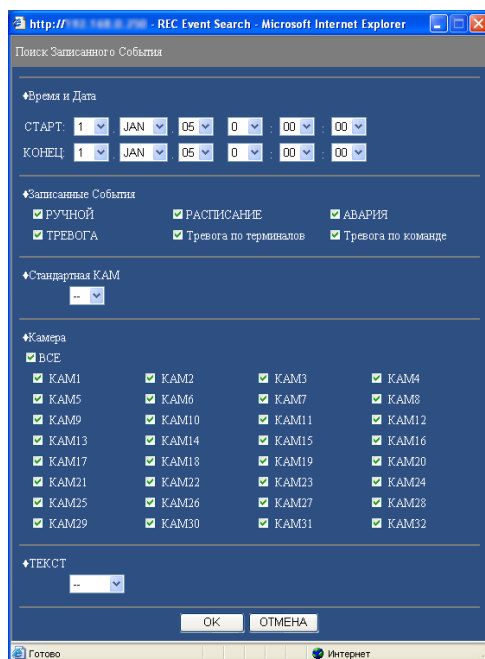 http:// - REC Event Search - Microsoft Internet Explorer
Поиск Записанного События
♦Время и Дата
СТАРТ: 1 . JAN . 05 0 : 00 : 00
КОНЕЦ: 1 . JAN . 05 0 : 00 : 00
♦Записанные События
РУЧНОЙ РАСПИСАНИЕ АВАРИЯ
ТРЕВОГА Тревога по терминалов Тревога по команде
♦Стандартная КАМ
--
♦Камера
ВСЕ
КАМ1 КАМ2 КАМ3 КАМ4
КАМ5 КАМ6 КАМ7 КАМ8
КАМ9 КАМ10 КАМ11 КАМ12
КАМ13 КАМ14 КАМ15 КАМ16
КАМ17 КАМ18 КАМ19 КАМ20
КАМ21 КАМ22 КАМ23 КАМ24
КАМ25 КАМ26 КАМ27 КАМ28
КАМ29 КАМ30 КАМ31 КАМ32
♦ТЕКСТ
--
OK ОТМЕНА
Готово Интернет